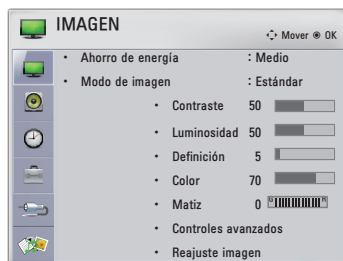 IMAGEN
Mover OK
• Ahorro de energía : Medio
• Modo de imagen : Estándar
• Contraste 50
• Luminosidad 50
• Definición 5
• Color 70
• Matiz 0 G R
• Controles avanzados
• Reajuste imagen